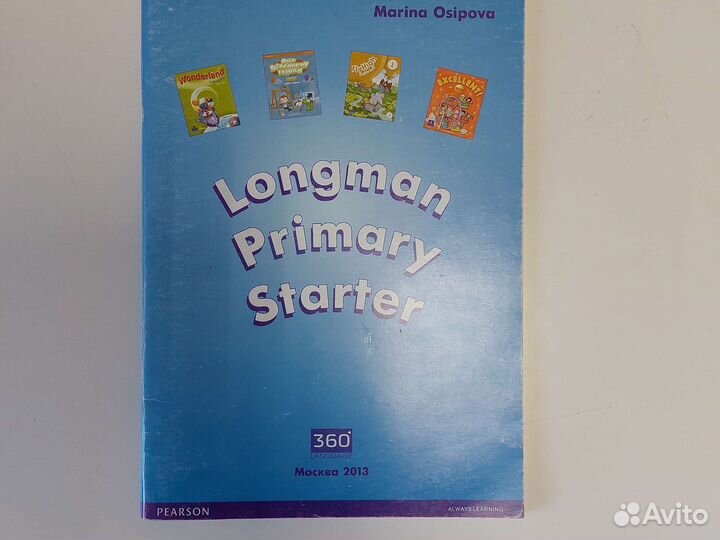 Marina Osipova
Wonderland
Our
Discovery
Island
Fly High
1
EXCELLENT!
Longman
Primary
Starter
360°
LANGUAGE
Москва 2013
PEARSON
ALWAYS LEARNING
Avito